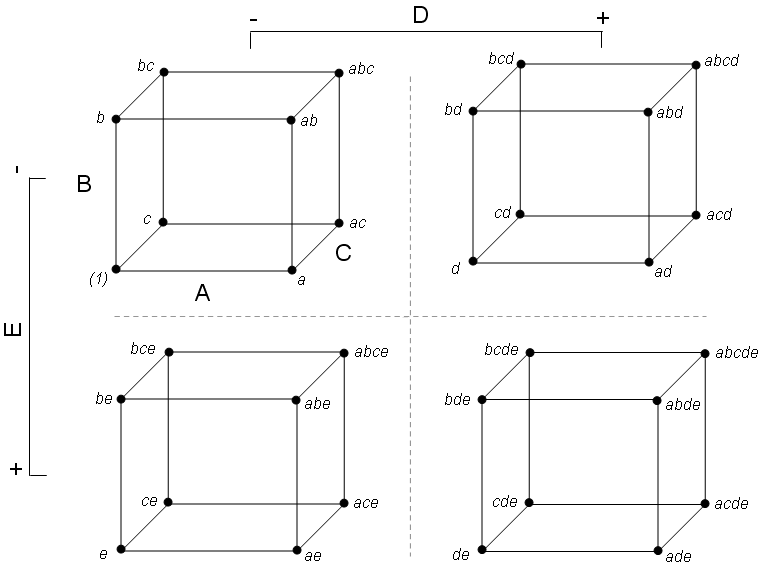 - D +
bc abc bcd abcd
b ab bd abd
-
B
c ac cd acd
C
(1) a d ad
A
E
bce abce bcde abcde
be abe bde abde
+
ce ace cde acde
e ae de ade